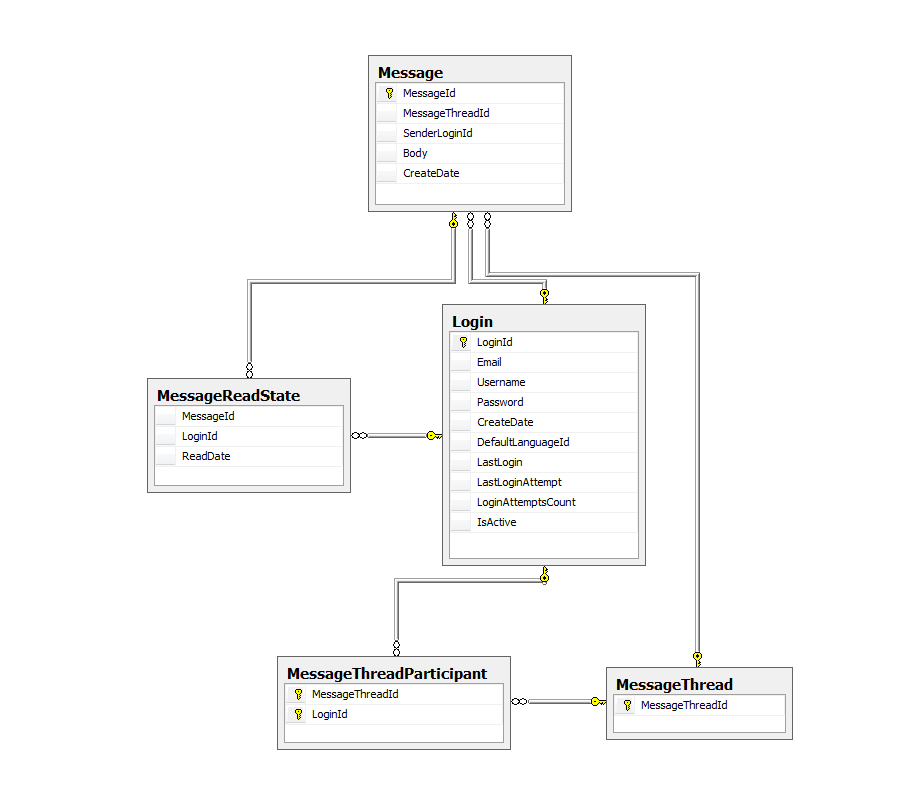 Message
MessageId
MessageThreadId
SenderLoginId
Body
CreateDate
Login
LoginId
Email
Username
Password
CreateDate
DefaultLanguageId
LastLogin
LastLoginAttempt
LoginAttemptsCount
IsActive
MessageReadState
MessageId
LoginId
ReadDate
MessageThreadParticipant
MessageThreadId
LoginId
MessageThread
MessageThreadId